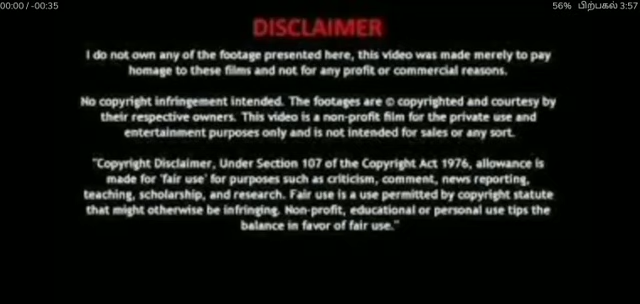 00:00 / -00:35
56% பிற்பகல் 3:57
DISCLAIMER
I do not own any of the footage presented here, this video was made merely to pay
homage to these films and not for any profit or commercial reasons.
No copyright infringement intended. The footages are © copyrighted and courtesy by
their respective owners. This video is a non-profit film for the private use and
entertainment purposes only and is not intended for sales or any sort.
"Copyright Disclaimer, Under Section 107 of the Copyright Act 1976, allowance is
made for 'fair use' for purposes such as criticism, comment, news reporting,
teaching, scholarship, and research. Fair use is a use permitted by copyright statute
that might otherwise be infringing. Non-profit, educational or personal use tips the
balance in favor of fair use."